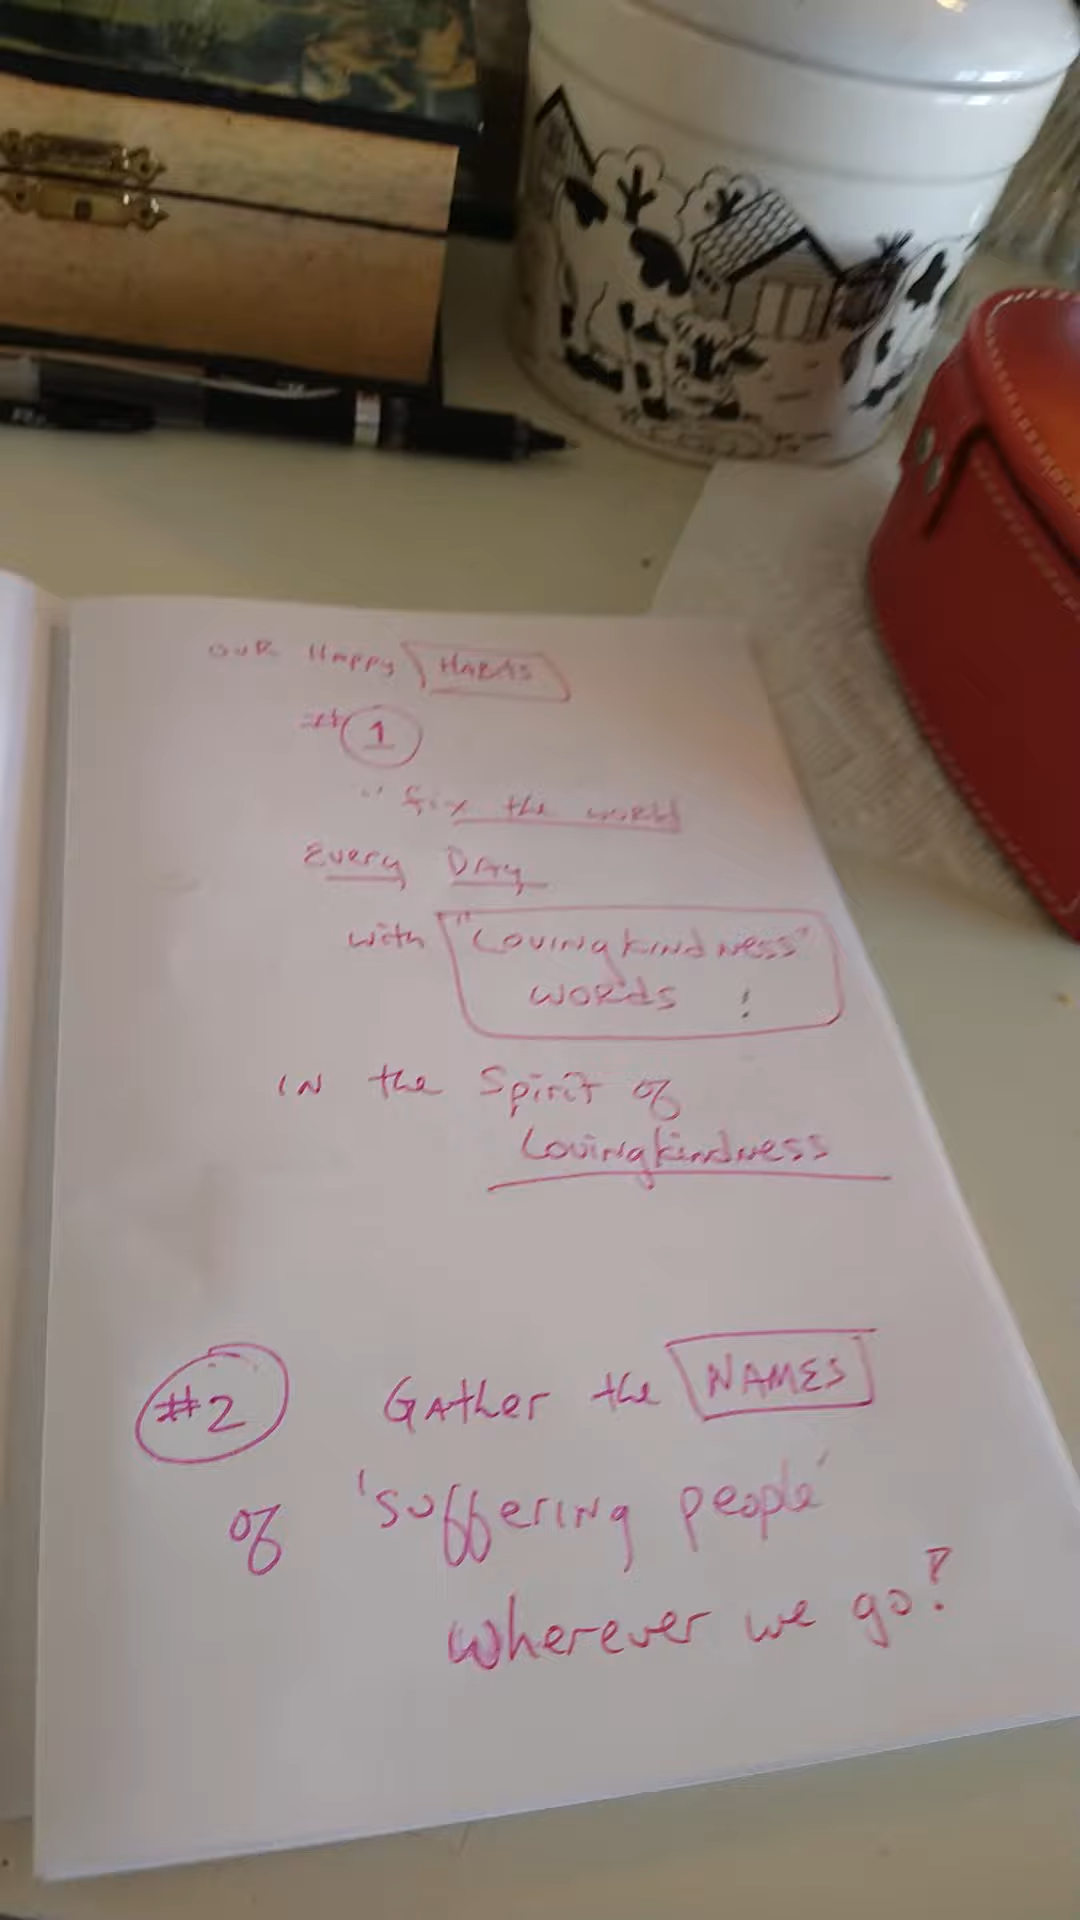 OUR HAPPY HABITS
#1
" fix the world
Every DAy
with "Lovingkindness"
WORds !
IN the Spirit of
Lovingkindness
#2 GAther the NAMES
of 'suffering people'
wherever we go?